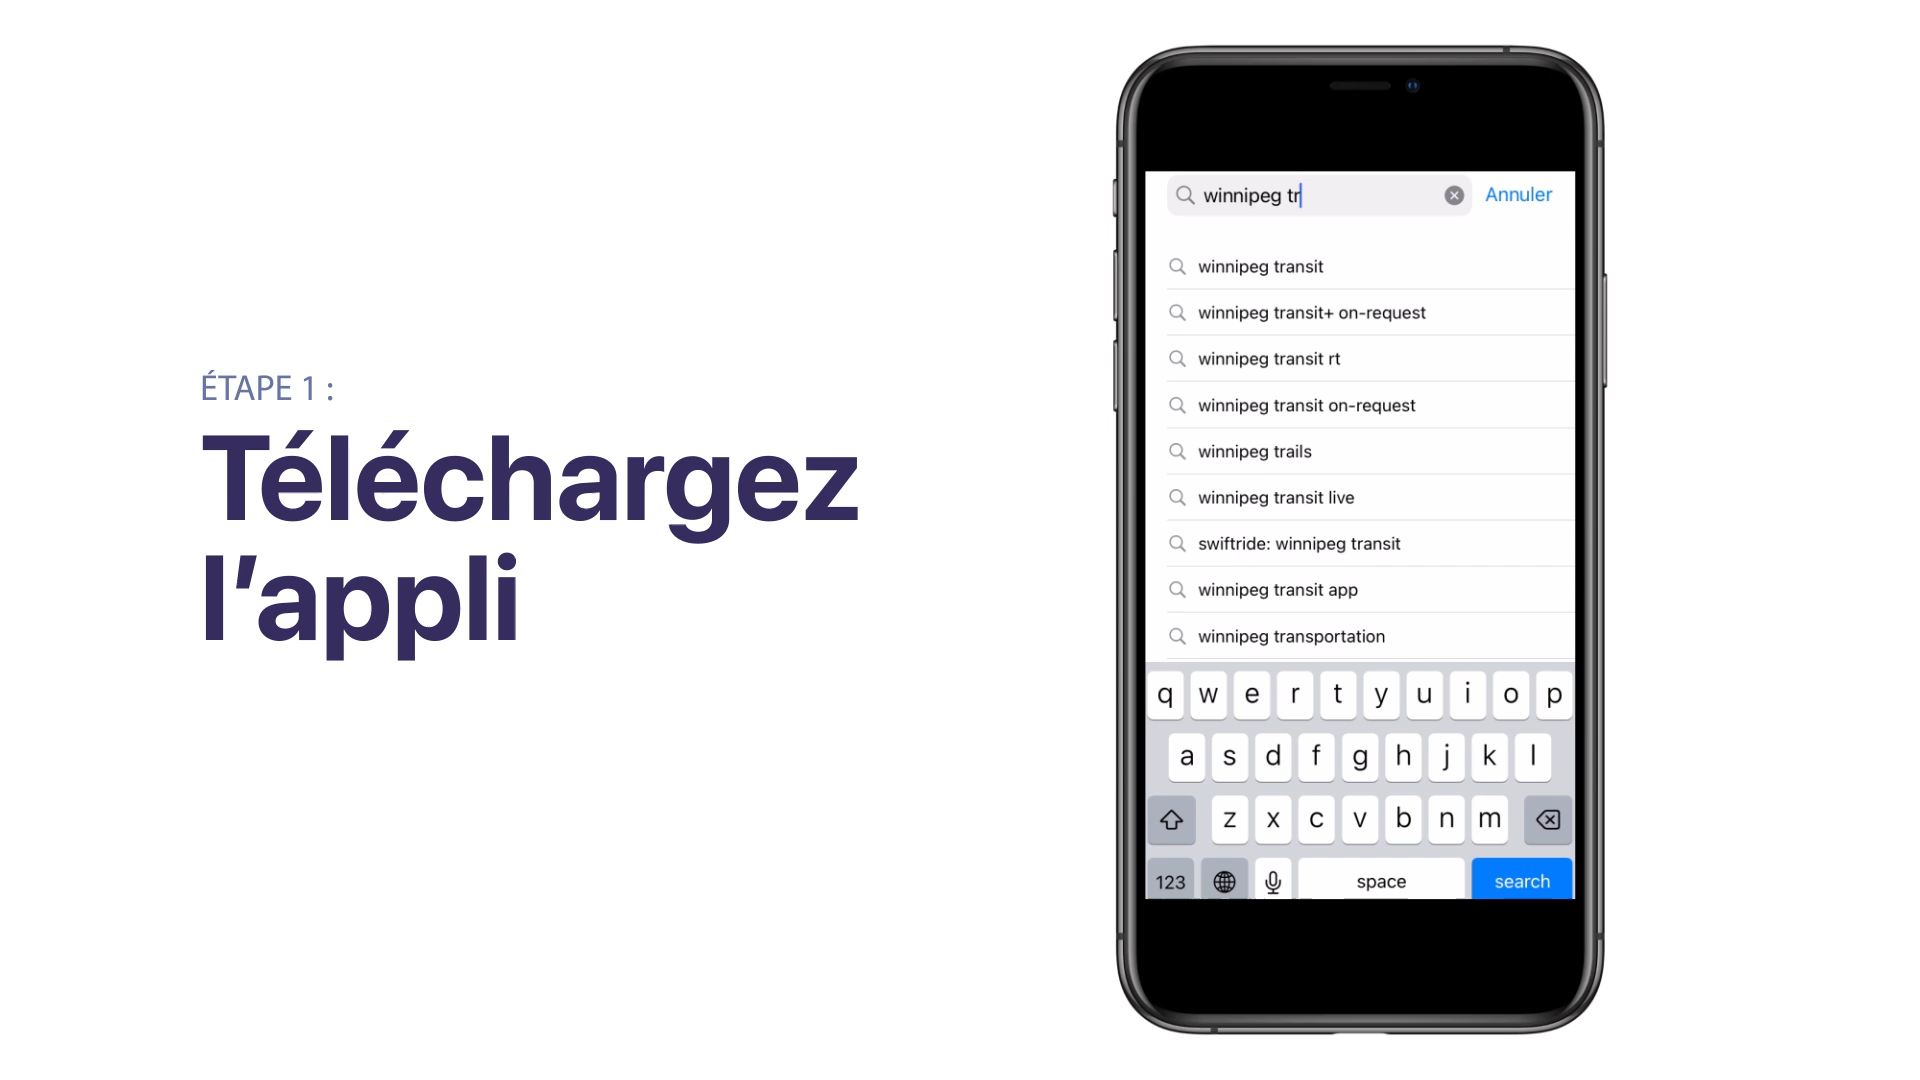 ÉTAPE 1 :
Téléchargez
l’appli
winnipeg tr
Annuler
winnipeg transit
winnipeg transit+ on-request
winnipeg transit rt
winnipeg transit on-request
winnipeg trails
winnipeg transit live
swiftride: winnipeg transit
winnipeg transit app
winnipeg transportation
q w e r t y u i o p
a s d f g h j k l
z x c v b n m
123 space search